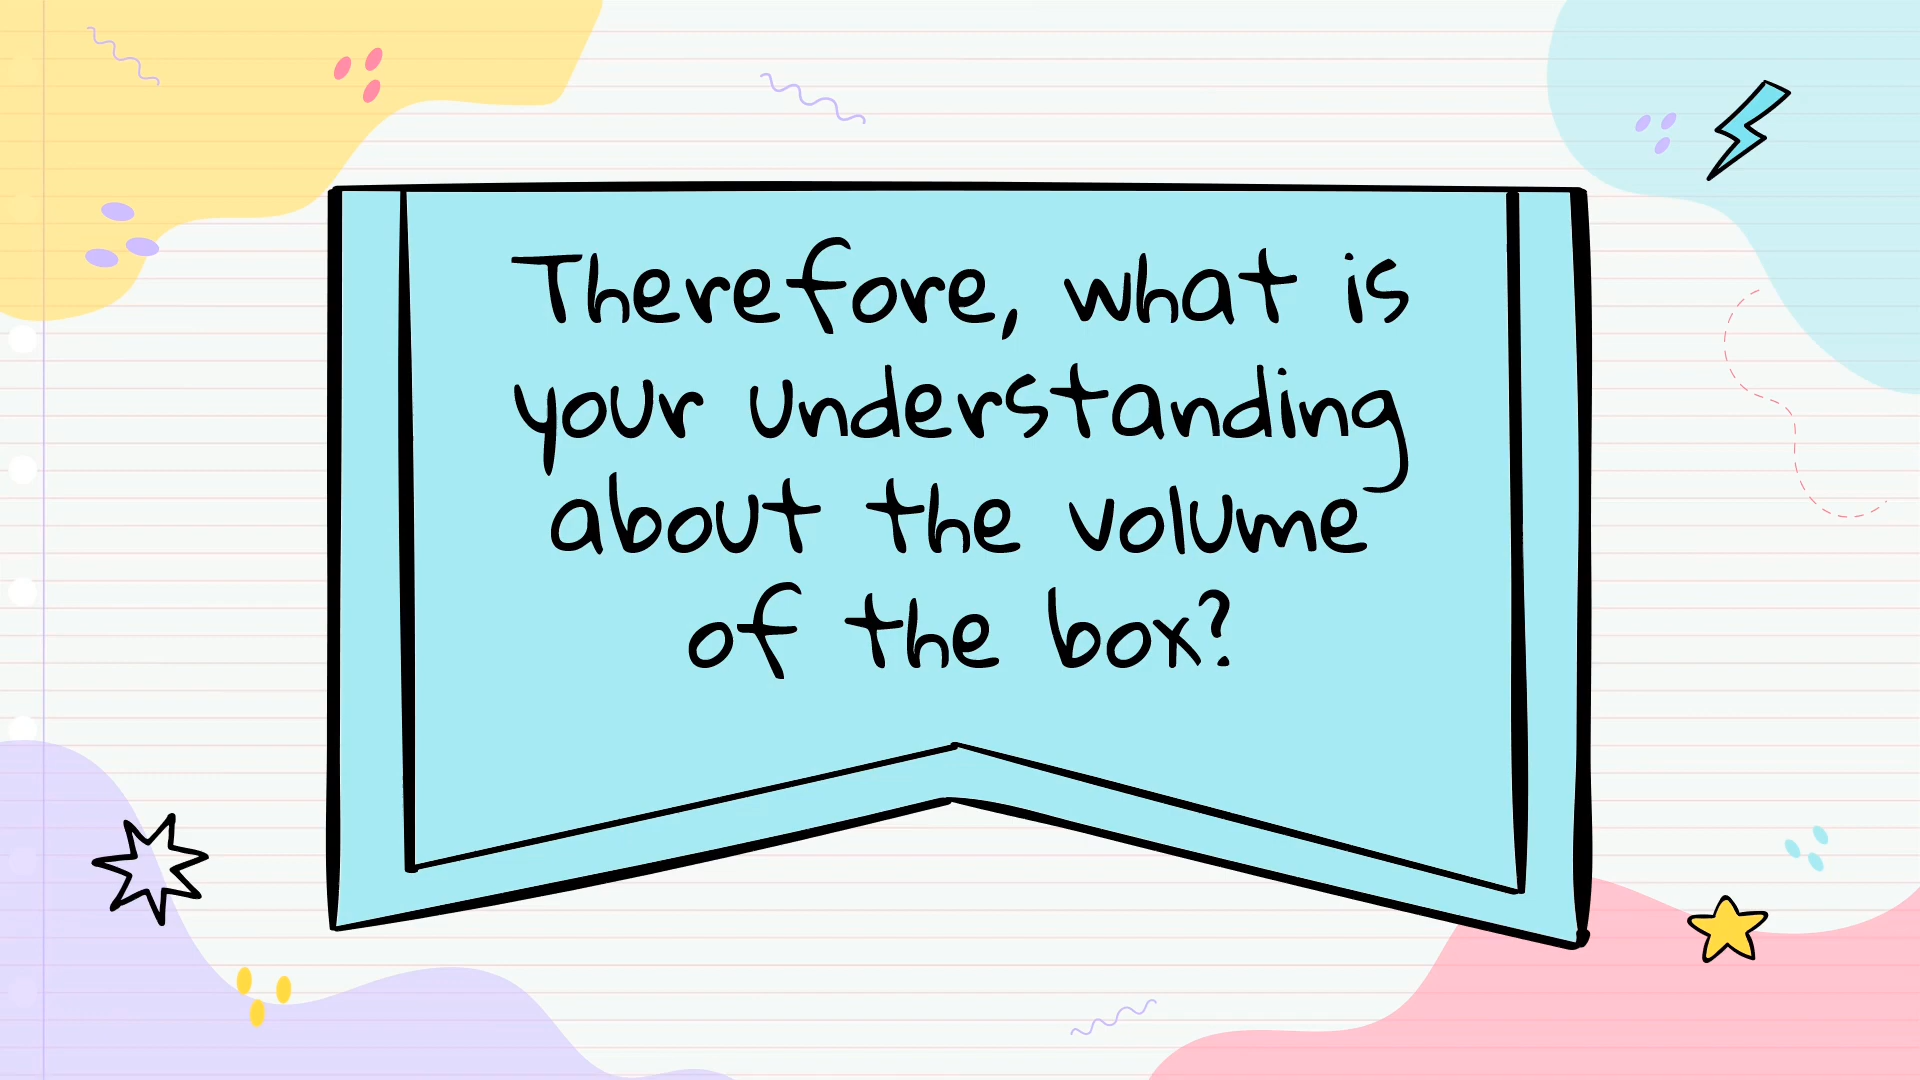 Therefore, what is
your understanding
about the volume
of the box?